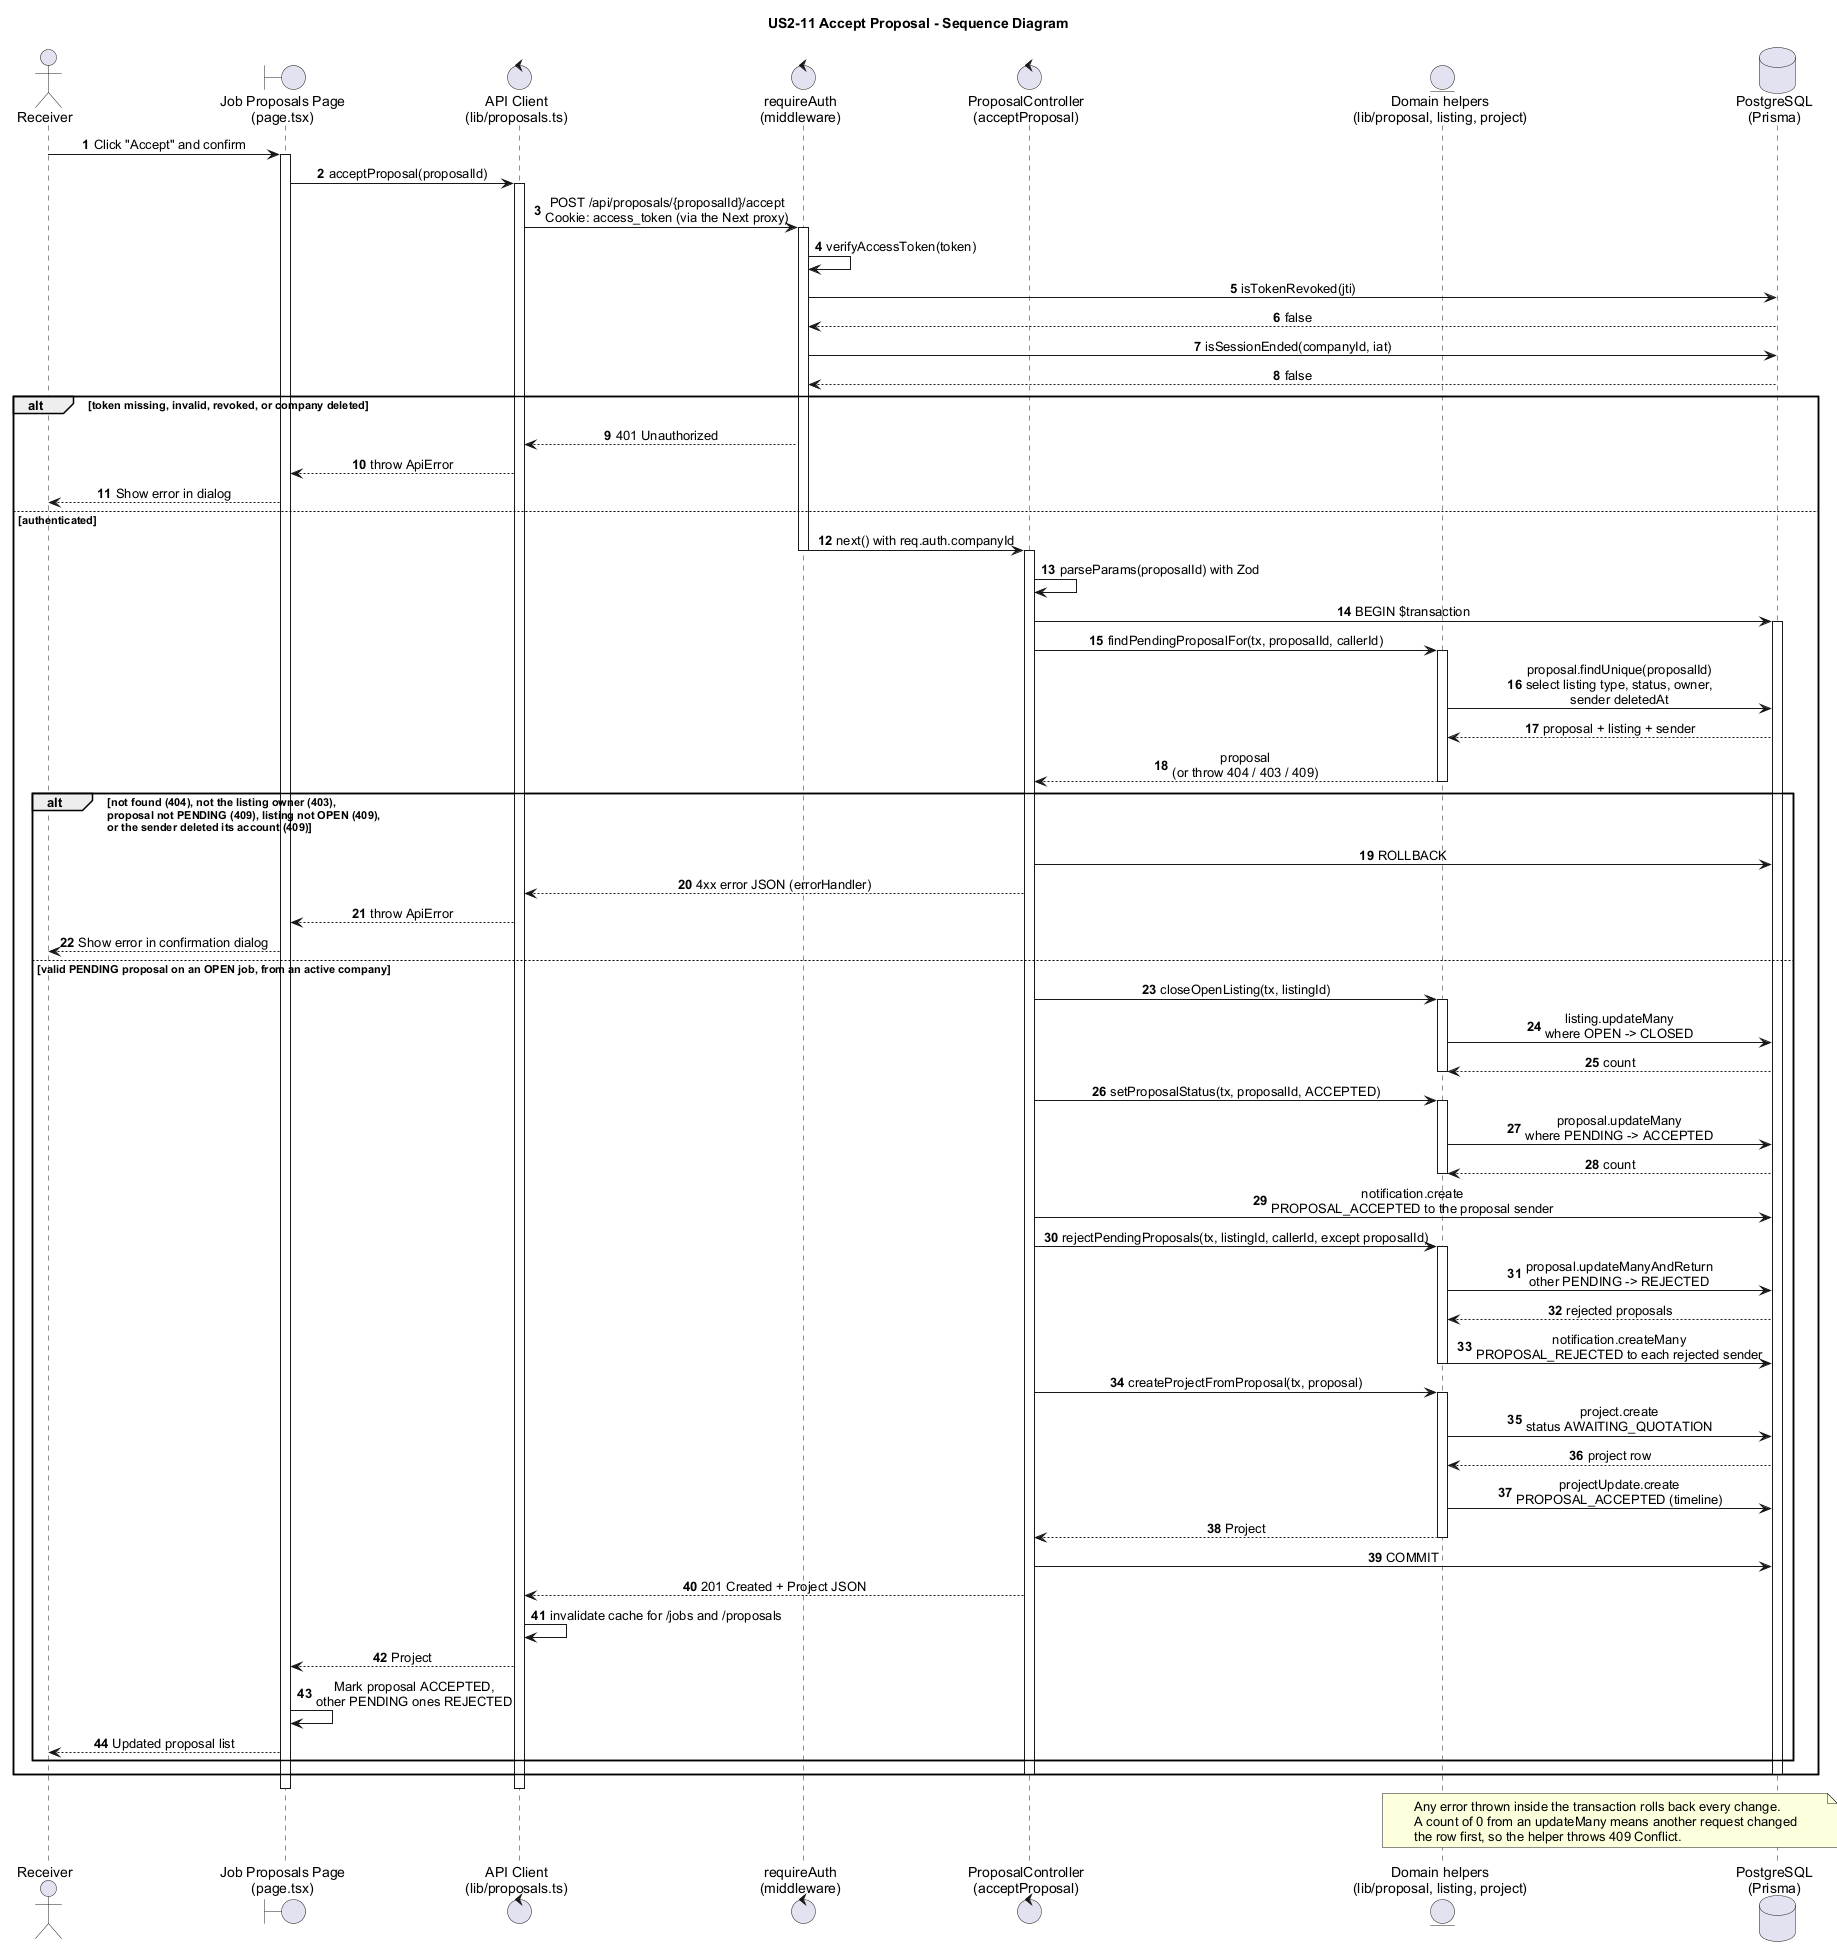 US2-11 Accept Proposal - Sequence Diagram
Receiver
Job Proposals Page
(page.tsx)
API Client
(lib/proposals.ts)
requireAuth
(middleware)
ProposalController
(acceptProposal)
Domain helpers
(lib/proposal, listing, project)
PostgreSQL
(Prisma)
1 Click "Accept" and confirm
2 acceptProposal(proposalId)
3 POST /api/proposals/{proposalId}/accept
Cookie: access_token (via the Next proxy)
4 verifyAccessToken(token)
5 isTokenRevoked(jti)
6 false
7 isSessionEnded(companyId, iat)
8 false
alt [token missing, invalid, revoked, or company deleted]
9 401 Unauthorized
10 throw ApiError
11 Show error in dialog
[authenticated]
12 next() with req.auth.companyId
13 parseParams(proposalId) with Zod
14 BEGIN $transaction
15 findPendingProposalFor(tx, proposalId, callerId)
proposal.findUnique(proposalId)
16 select listing type, status, owner,
sender deletedAt
17 proposal + listing + sender
18 proposal
(or throw 404 / 403 / 409)
alt [not found (404), not the listing owner (403),
proposal not PENDING (409), listing not OPEN (409),
or the sender deleted its account (409)]
19 ROLLBACK
20 4xx error JSON (errorHandler)
21 throw ApiError
22 Show error in confirmation dialog
[valid PENDING proposal on an OPEN job, from an active company]
23 closeOpenListing(tx, listingId)
24 listing.updateMany
where OPEN -> CLOSED
25 count
26 setProposalStatus(tx, proposalId, ACCEPTED)
27 proposal.updateMany
where PENDING -> ACCEPTED
28 count
29 notification.create
PROPOSAL_ACCEPTED to the proposal sender
30 rejectPendingProposals(tx, listingId, callerId, except proposalId)
31 proposal.updateManyAndReturn
other PENDING -> REJECTED
32 rejected proposals
33 notification.createMany
PROPOSAL_REJECTED to each rejected sender
34 createProjectFromProposal(tx, proposal)
35 project.create
status AWAITING_QUOTATION
36 project row
37 projectUpdate.create
PROPOSAL_ACCEPTED (timeline)
38 Project
39 COMMIT
40 201 Created + Project JSON
41 invalidate cache for /jobs and /proposals
42 Project
43 Mark proposal ACCEPTED,
other PENDING ones REJECTED
44 Updated proposal list
Any error thrown inside the transaction rolls back every change.
A count of 0 from an updateMany means another request changed
the row first, so the helper throws 409 Conflict.
Receiver
Job Proposals Page
(page.tsx)
API Client
(lib/proposals.ts)
requireAuth
(middleware)
ProposalController
(acceptProposal)
Domain helpers
(lib/proposal, listing, project)
PostgreSQL
(Prisma)